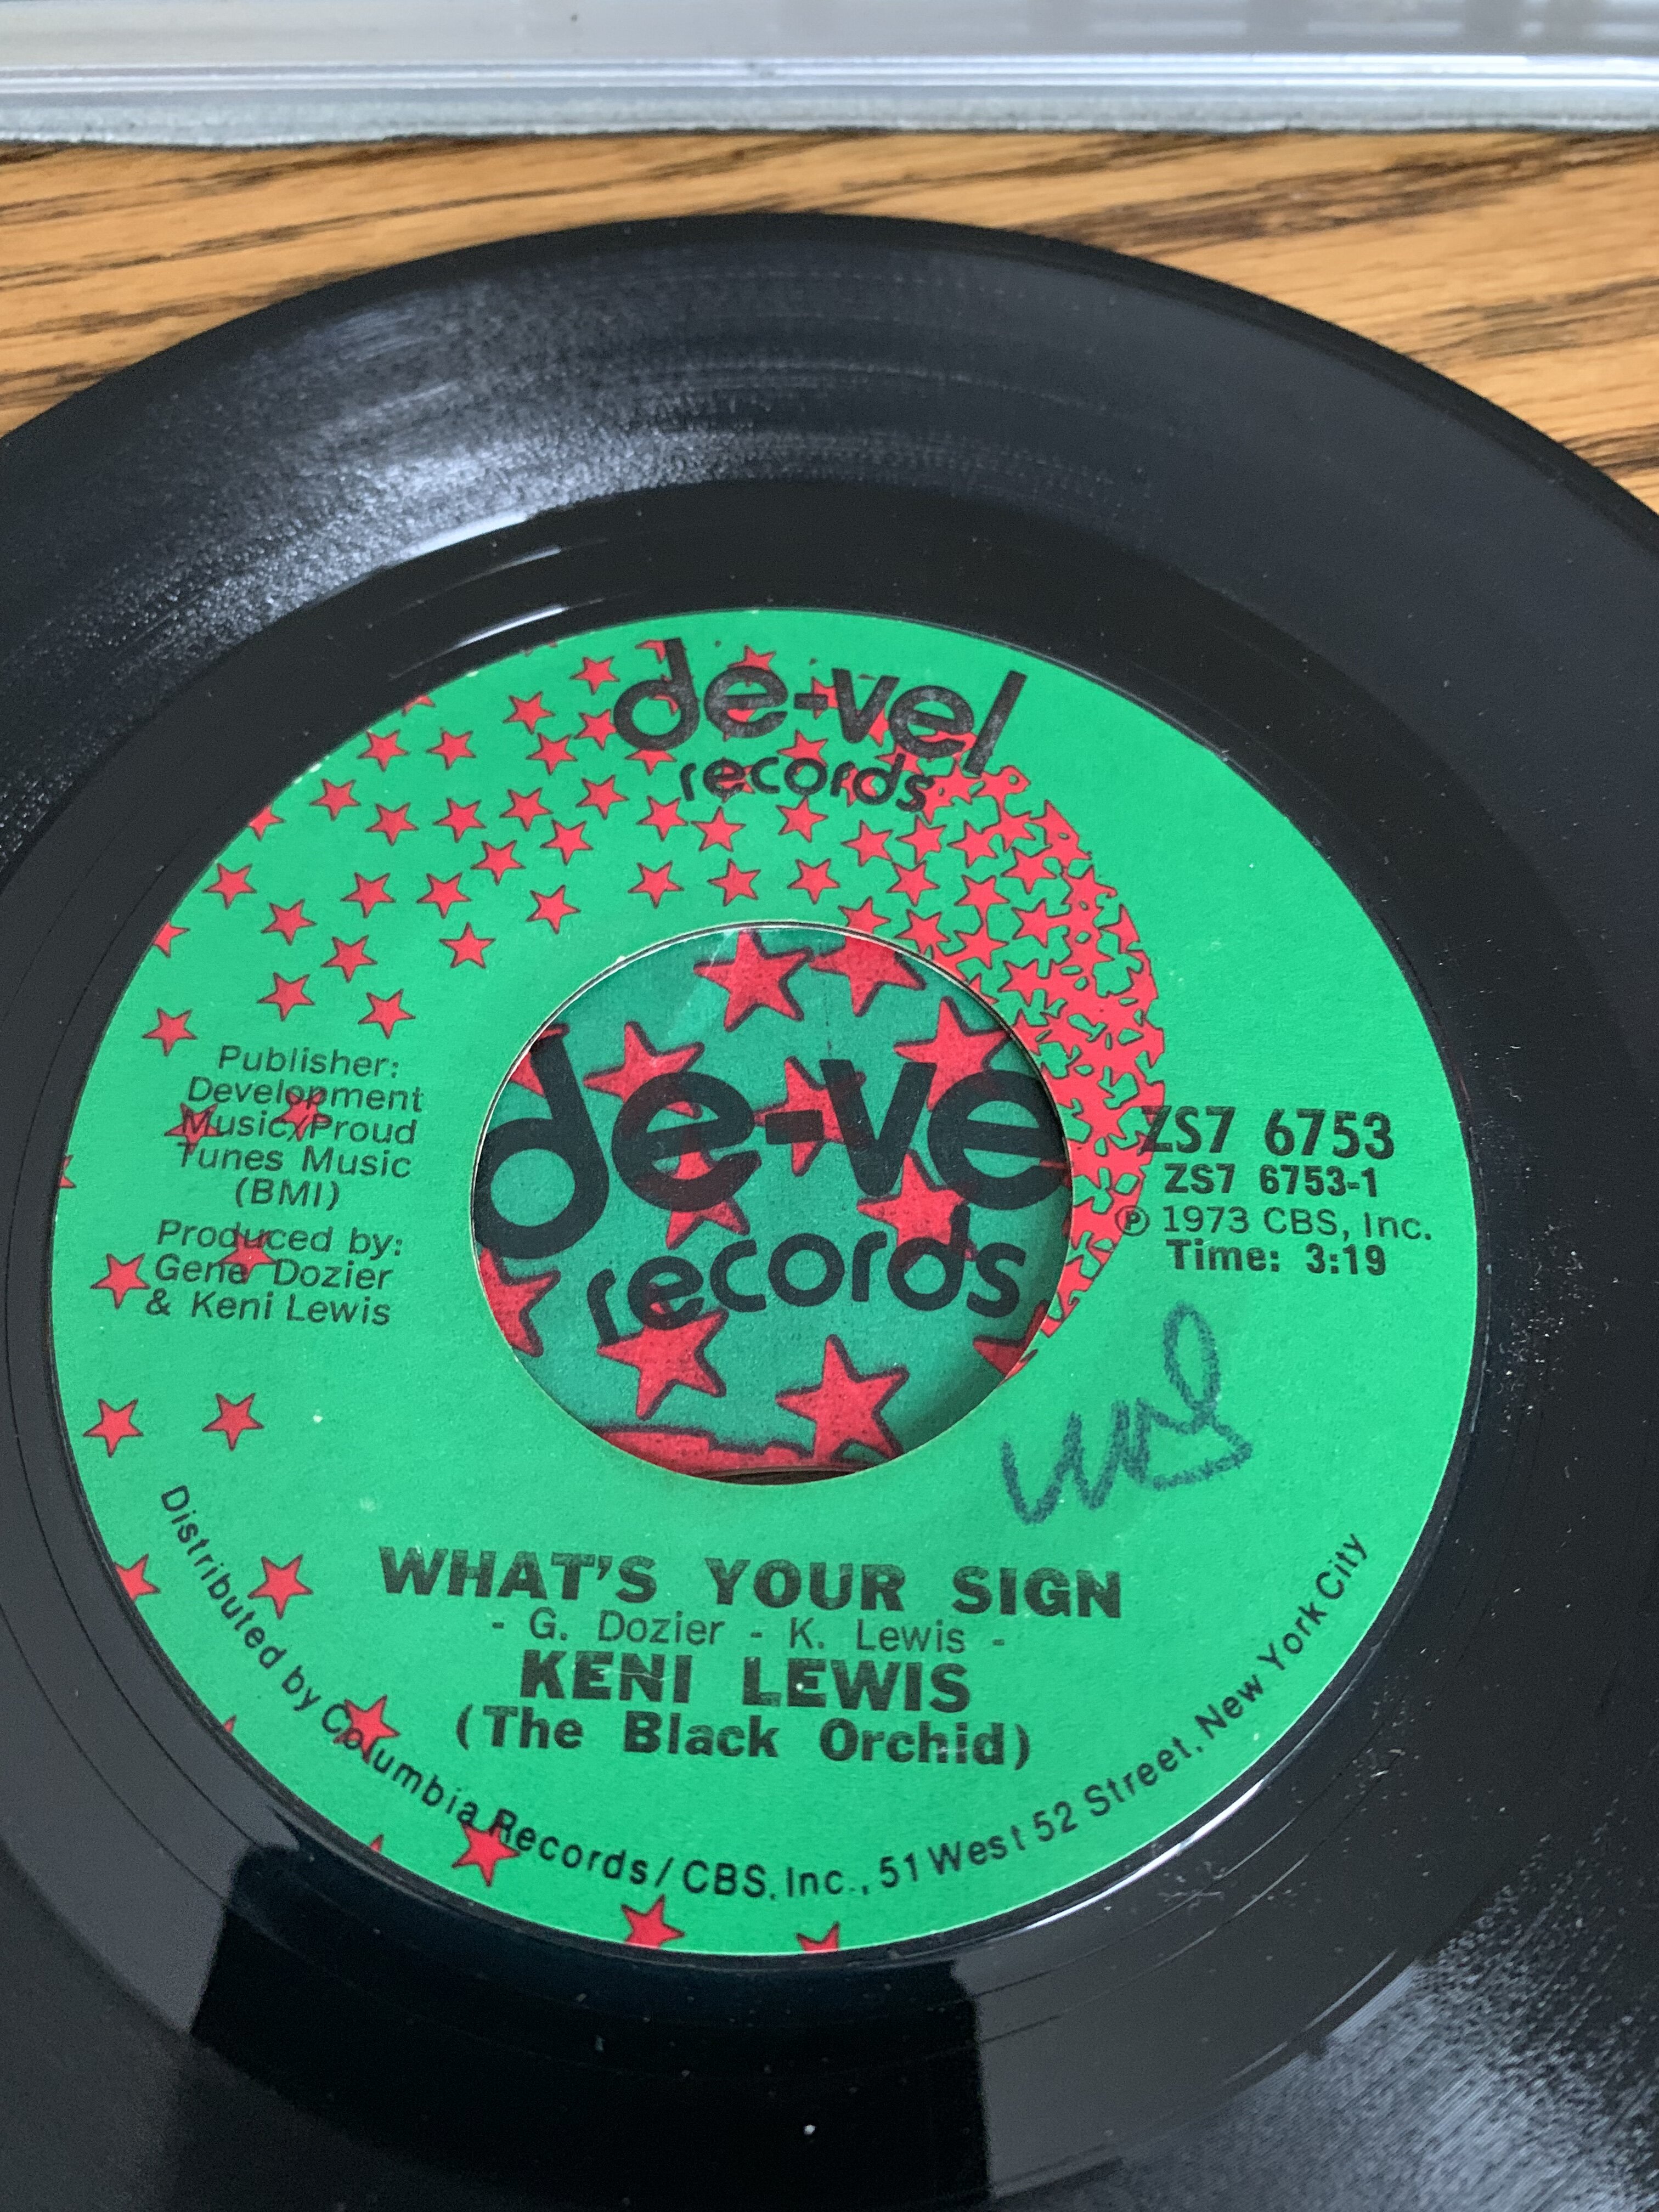 de-vel
records
Publisher:
Development
Music/Proud
Tunes Music
(BMI)
Produced by:
Gene Dozier
& Keni Lewis
de-ve
records
ZS7 6753
ZS7 6753-1
Ⓟ 1973 CBS, Inc.
Time: 3:19
WHAT'S YOUR SIGN
- G. Dozier - K. Lewis -
KENI LEWIS
(The Black Orchid)
Distributed by Columbia Records/CBS, Inc., 51 West 52 Street, New York City